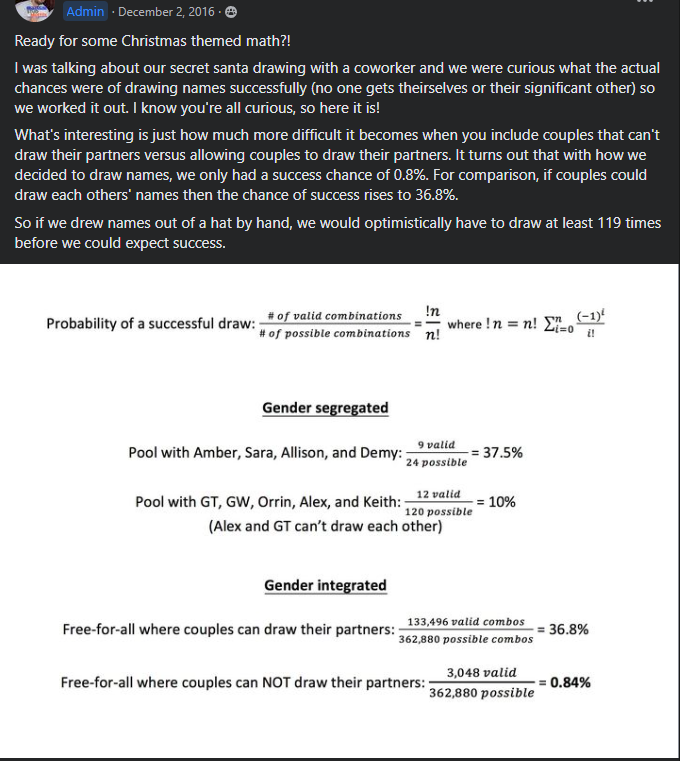 Admin · December 2, 2016 ·
Ready for some Christmas themed math?!
I was talking about our secret santa drawing with a coworker and we were curious what the actual
chances were of drawing names successfully (no one gets theirselves or their significant other) so
we worked it out. I know you're all curious, so here it is!
What's interesting is just how much more difficult it becomes when you include couples that can't
draw their partners versus allowing couples to draw their partners. It turns out that with how we
decided to draw names, we only had a success chance of 0.8%. For comparison, if couples could
draw each others' names then the chance of success rises to 36.8%.
So if we drew names out of a hat by hand, we would optimistically have to draw at least 119 times
before we could expect success.
Probability of a successful draw: # of valid combinations / # of possible combinations = !n / n! where !n = n! Σⁿᵢ₌₀ (-1)ⁱ / i!
Gender segregated
Pool with Amber, Sara, Allison, and Demy: 9 valid / 24 possible = 37.5%
Pool with GT, GW, Orrin, Alex, and Keith: 12 valid / 120 possible = 10%
(Alex and GT can't draw each other)
Gender integrated
Free-for-all where couples can draw their partners: 133,496 valid combos / 362,880 possible combos = 36.8%
Free-for-all where couples can NOT draw their partners: 3,048 valid / 362,880 possible = 0.84%